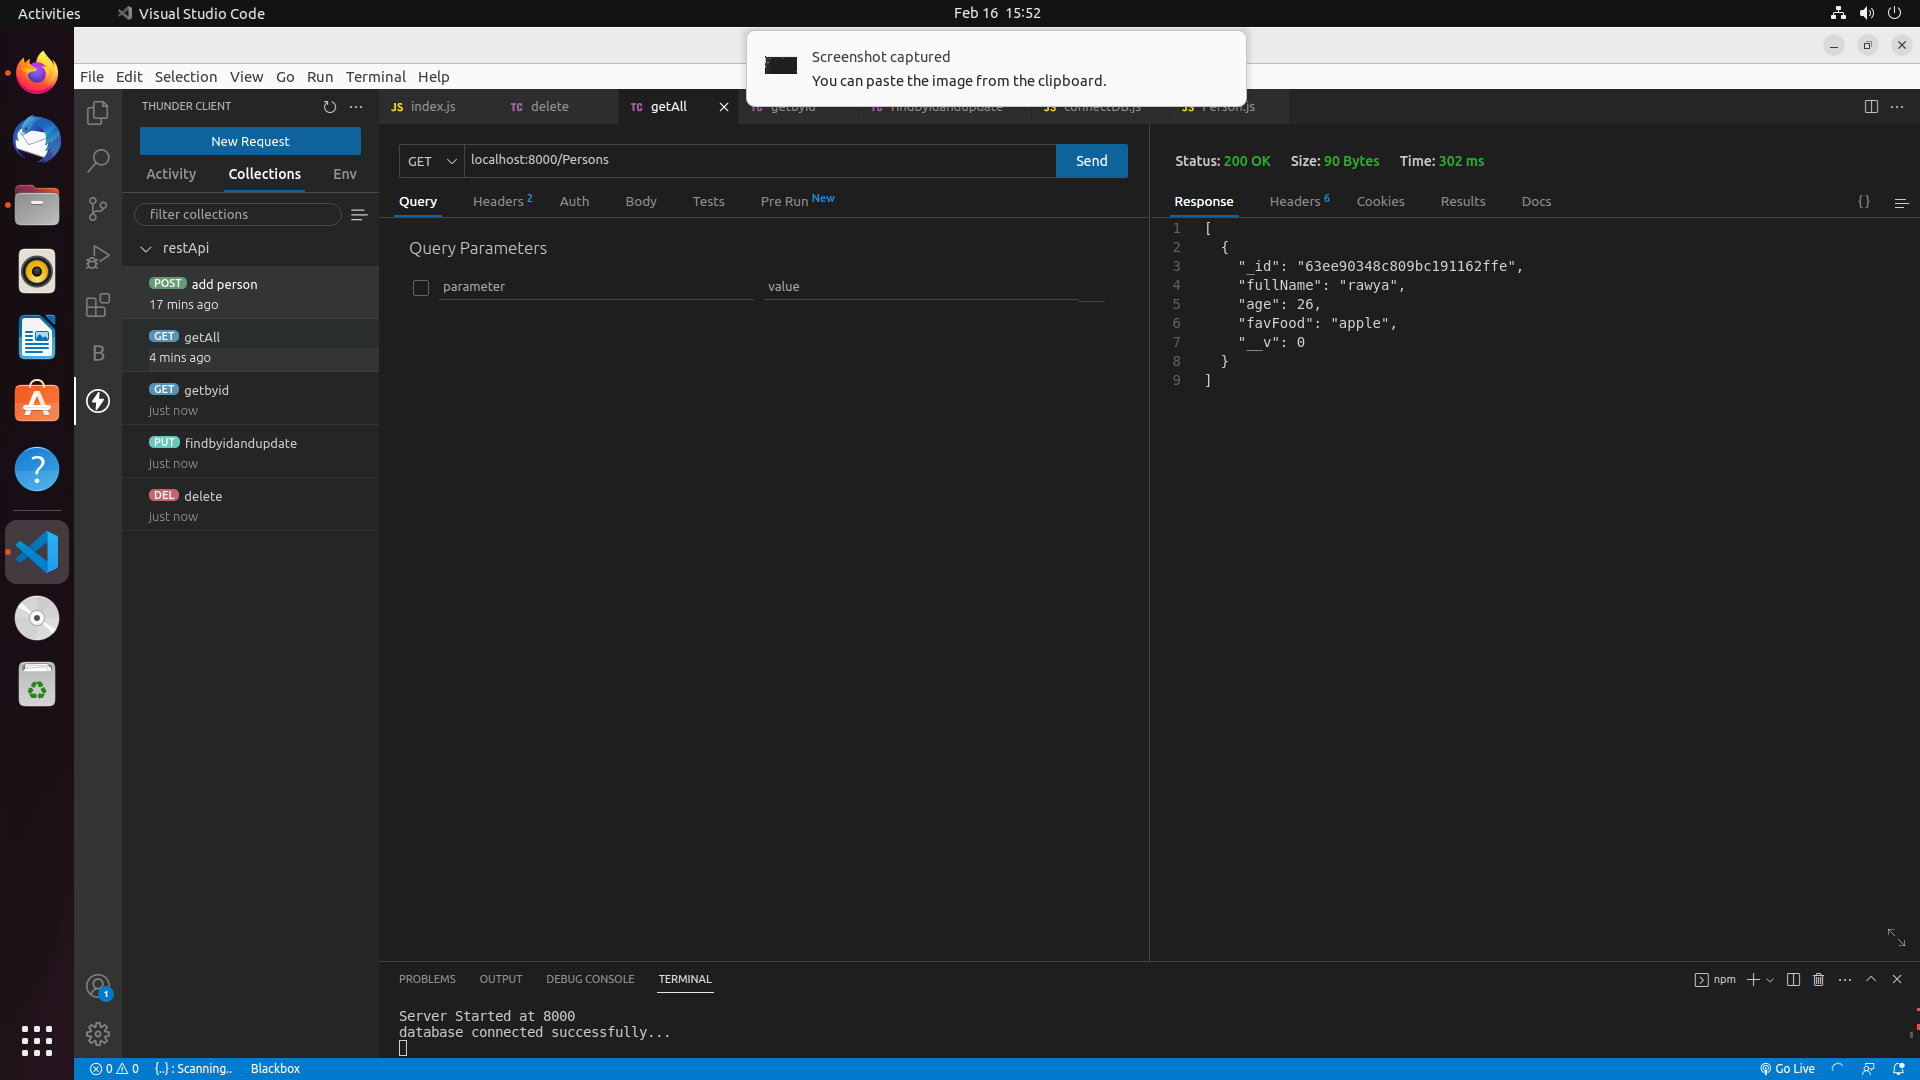 Activities Visual Studio Code Feb 16 15:52
Screenshot captured
You can paste the image from the clipboard.
File Edit Selection View Go Run Terminal Help
THUNDER CLIENT
JS index.js TC delete TC getAll TC getbyid TC findbyidandupdate JS connectDB.js JS Person.js
New Request
Activity Collections Env
filter collections
restApi
POST add person
17 mins ago
GET getAll
4 mins ago
GET getbyid
just now
PUT findbyidandupdate
just now
DEL delete
just now
B
GET localhost:8000/Persons Send
Query Headers 2 Auth Body Tests Pre Run New
Query Parameters
parameter value
Status: 200 OK Size: 90 Bytes Time: 302 ms
Response Headers 6 Cookies Results Docs {}
1 [
2 {
3 "_id": "63ee90348c809bc191162ffe",
4 "fullName": "rawya",
5 "age": 26,
6 "favFood": "apple",
7 "__v": 0
8 }
9 ]
PROBLEMS OUTPUT DEBUG CONSOLE TERMINAL npm
Server Started at 8000
database connected successfully...
1
0 0 {..} : Scanning.. Blackbox Go Live